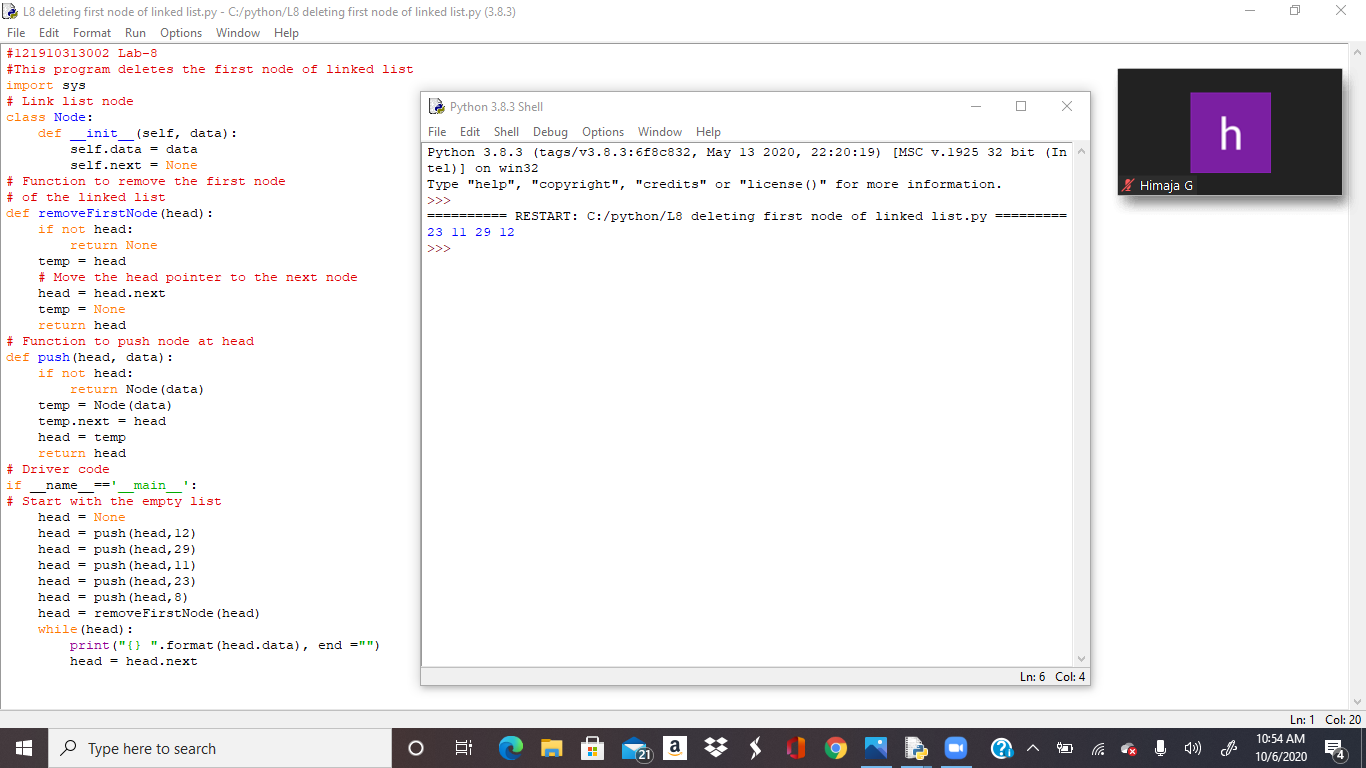 L8 deleting first node of linked list.py - C:/python/L8 deleting first node of linked list.py (3.8.3)
File Edit Format Run Options Window Help
#121910313002 Lab-8
#This program deletes the first node of linked list
import sys
# Link list node
class Node:
    def __init__(self, data):
        self.data = data
        self.next = None
# Function to remove the first node
# of the linked list
def removeFirstNode(head):
    if not head:
        return None
    temp = head
    # Move the head pointer to the next node
    head = head.next
    temp = None
    return head
# Function to push node at head
def push(head, data):
    if not head:
        return Node(data)
    temp = Node(data)
    temp.next = head
    head = temp
    return head
# Driver code
if __name__=='__main__':
# Start with the empty list
    head = None
    head = push(head,12)
    head = push(head,29)
    head = push(head,11)
    head = push(head,23)
    head = push(head,8)
    head = removeFirstNode(head)
    while(head):
        print("{} ".format(head.data), end ="")
        head = head.next
Python 3.8.3 Shell
File Edit Shell Debug Options Window Help
Python 3.8.3 (tags/v3.8.3:6f8c832, May 13 2020, 22:20:19) [MSC v.1925 32 bit (In
tel)] on win32
Type "help", "copyright", "credits" or "license()" for more information.
>>>
========== RESTART: C:/python/L8 deleting first node of linked list.py =========
23 11 29 12
>>>
Ln: 6 Col: 4
h
Himaja G
Ln: 1 Col: 20
Type here to search
21
a
10:54 AM
10/6/2020
4